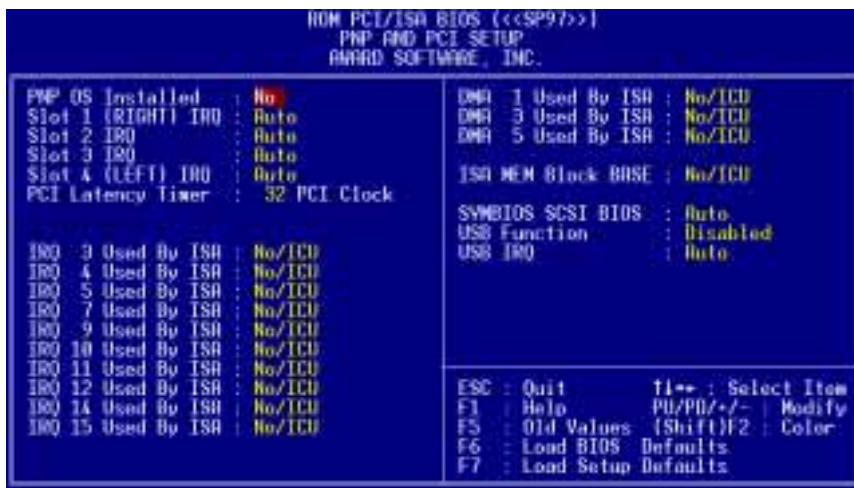 ROM PCI/ISA BIOS (<<SP97>>)
PNP AND PCI SETUP
AWARD SOFTWARE, INC.
PNP OS Installed : No
Slot 1 (RIGHT) IRQ : Auto
Slot 2 IRQ : Auto
Slot 3 IRQ : Auto
Slot 4 (LEFT) IRQ : Auto
PCI Latency Timer : 32 PCI Clock
IRQ 3 Used By ISA : No/ICU
IRQ 4 Used By ISA : No/ICU
IRQ 5 Used By ISA : No/ICU
IRQ 7 Used By ISA : No/ICU
IRQ 9 Used By ISA : No/ICU
IRQ 10 Used By ISA : No/ICU
IRQ 11 Used By ISA : No/ICU
IRQ 12 Used By ISA : No/ICU
IRQ 14 Used By ISA : No/ICU
IRQ 15 Used By ISA : No/ICU
DMA 1 Used By ISA : No/ICU
DMA 3 Used By ISA : No/ICU
DMA 5 Used By ISA : No/ICU
ISA MEM Block BASE : No/ICU
SYMBIOS SCSI BIOS : Auto
USB Function : Disabled
USB IRQ : Auto
ESC : Quit ↑↓→← : Select Item
F1 : Help PU/PD/+/- : Modify
F5 : Old Values (Shift)F2 : Color
F6 : Load BIOS Defaults
F7 : Load Setup Defaults